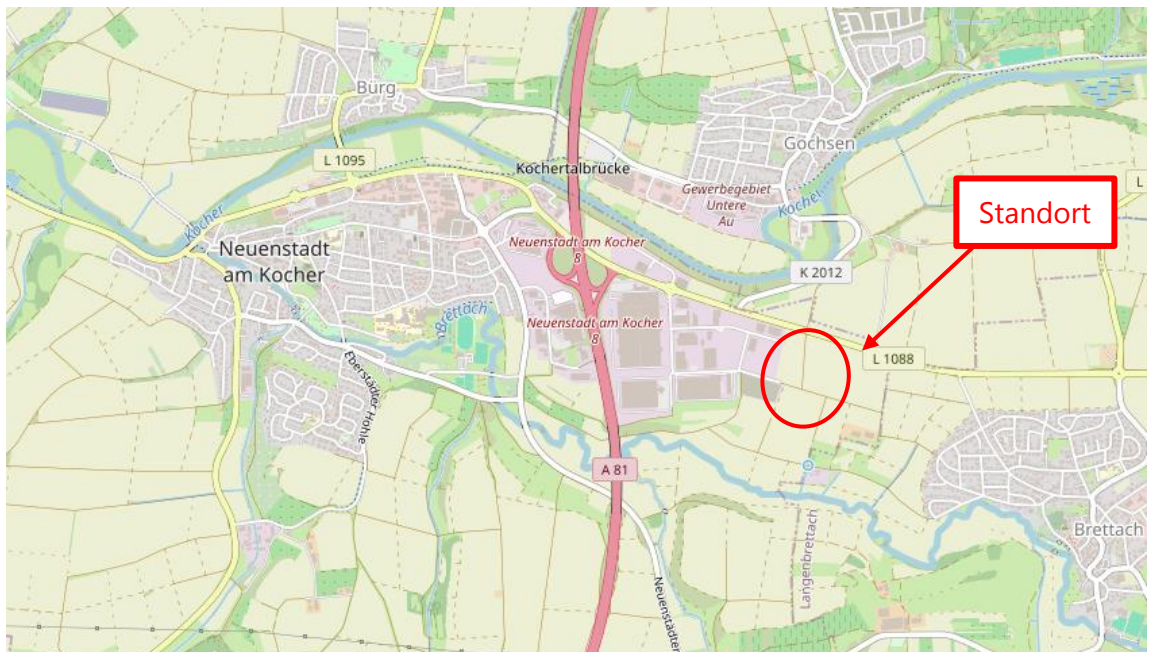 Bürg
Gochsen
L 1095
Kochertalbrücke
Gewerbegebiet
Untere
Au
Kocher
L
Standort
Kocher
Neuenstadt
am Kocher
Neuenstadt am Kocher
8
K 2012
Brettach
Neuenstadt am Kocher
8
L 1088
Eberstädter Hohle
A 81
Langenbrettach
Brettach
Neuenstädter